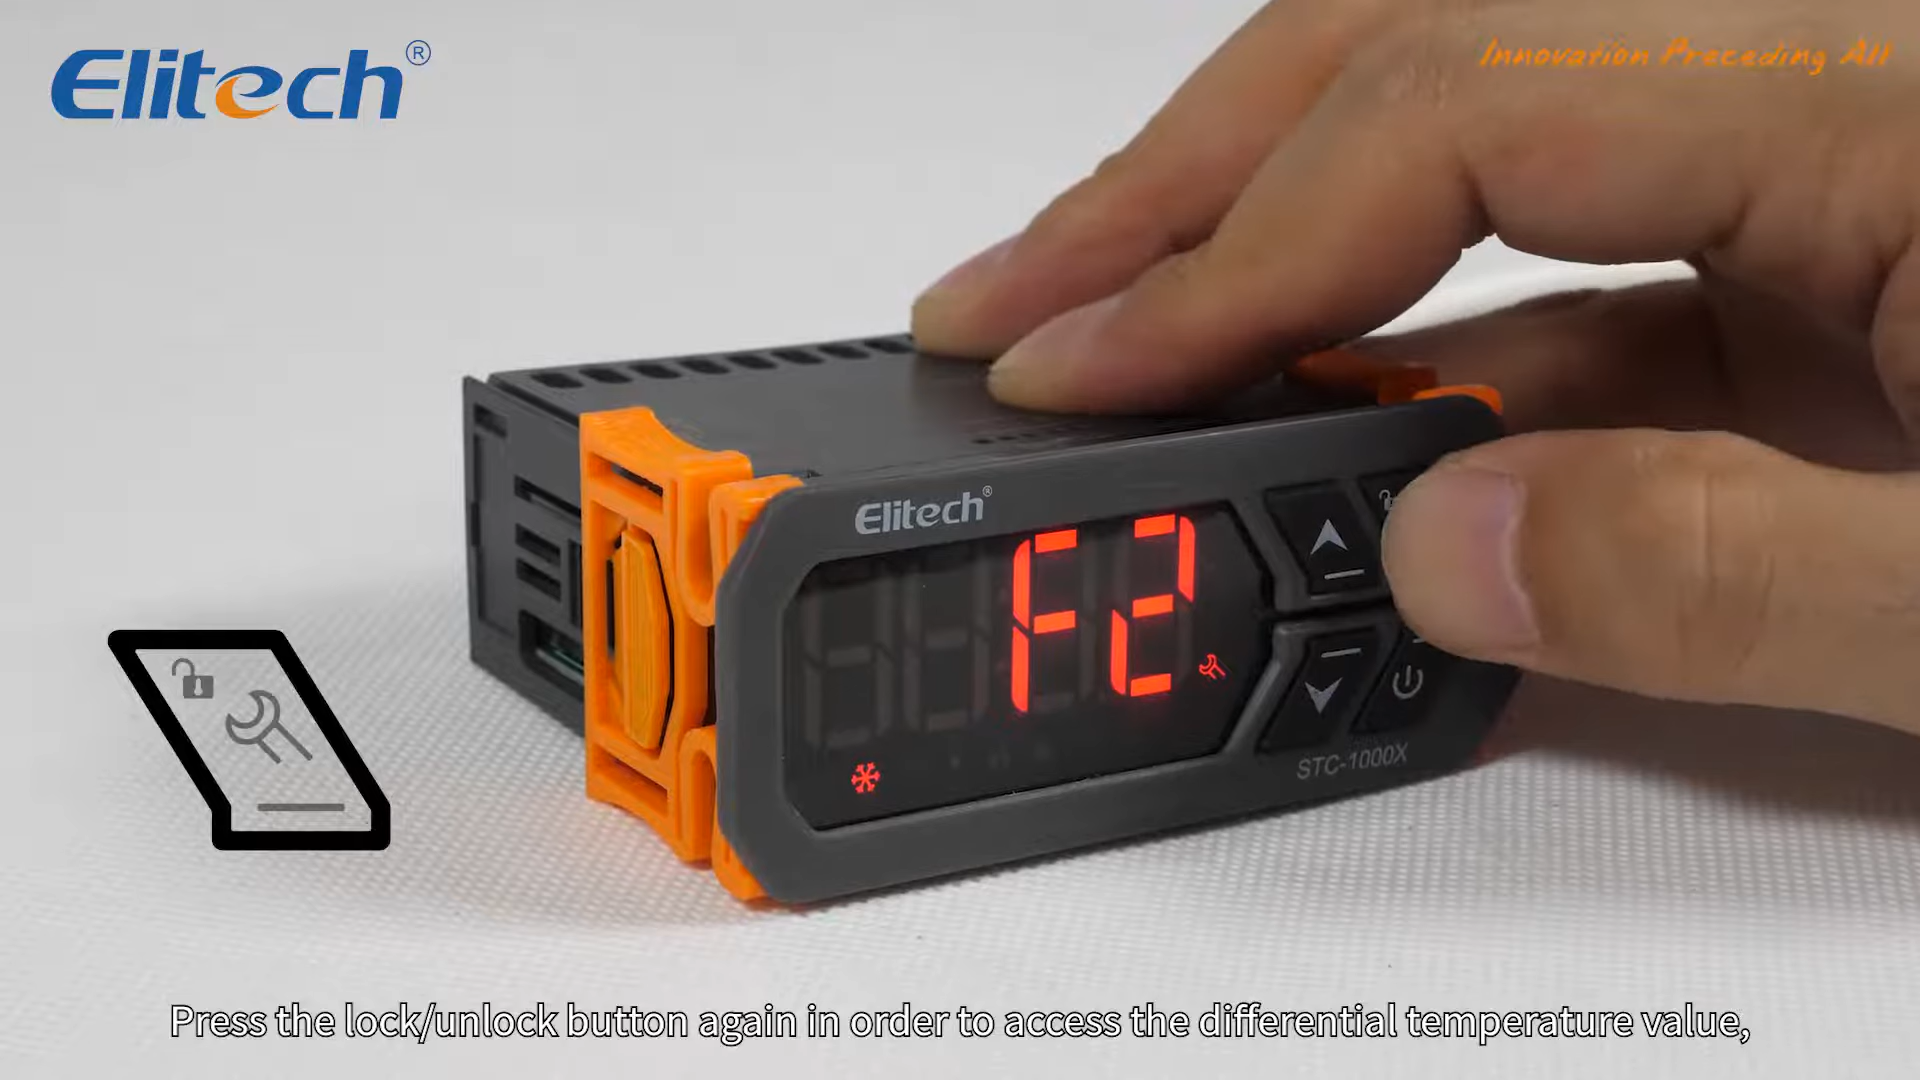 Elitech®
Innovation Preceding All
Elitech®
F2
STC-1000X
Press the lock/unlock button again in order to access the differential temperature value,